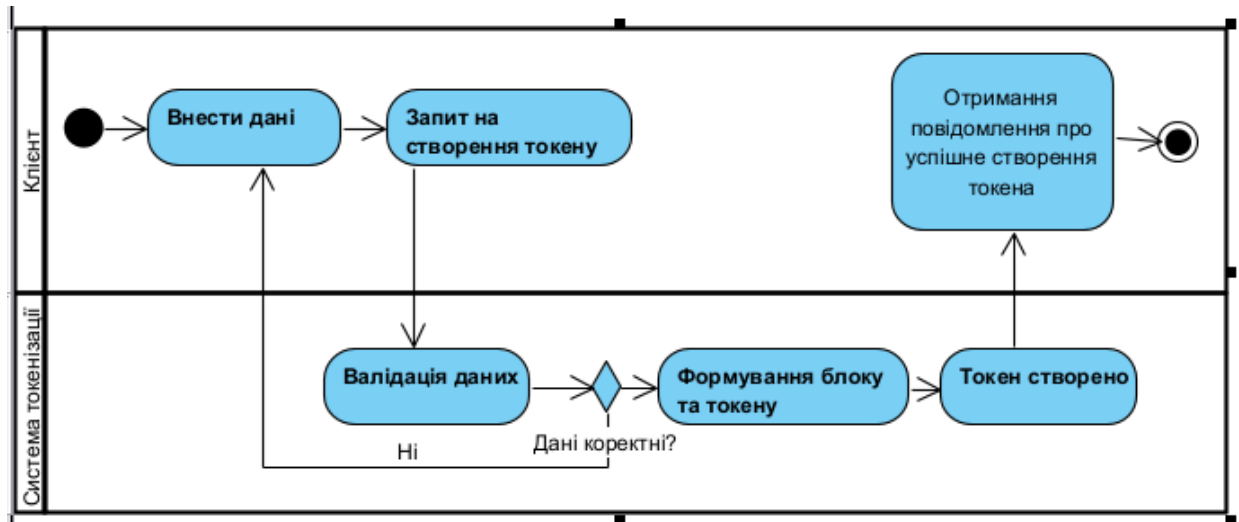 Клієнт
Внести дані
Запит на
створення токену
Отримання
повідомлення про
успішне створення
токена
Система токенізації
Валідація даних
Дані коректні?
Ні
Формування блоку
та токену
Токен створено